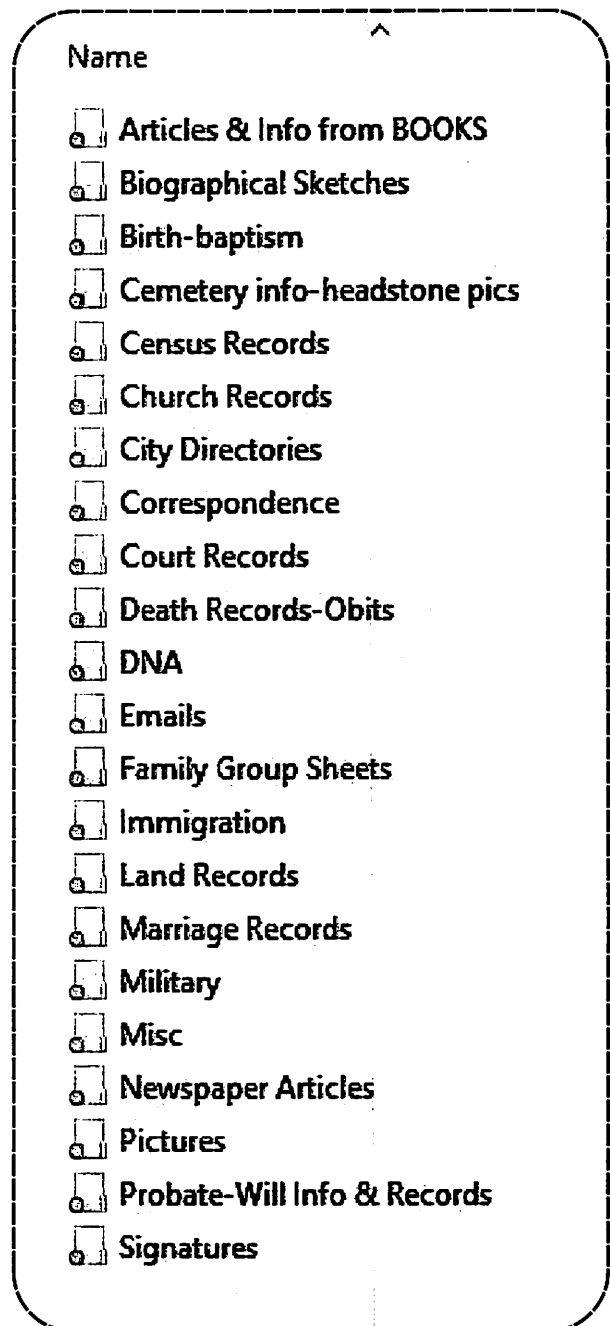 Name
Articles & Info from BOOKS
Biographical Sketches
Birth-baptism
Cemetery info-headstone pics
Census Records
Church Records
City Directories
Correspondence
Court Records
Death Records-Obits
DNA
Emails
Family Group Sheets
Immigration
Land Records
Marriage Records
Military
Misc
Newspaper Articles
Pictures
Probate-Will Info & Records
Signatures